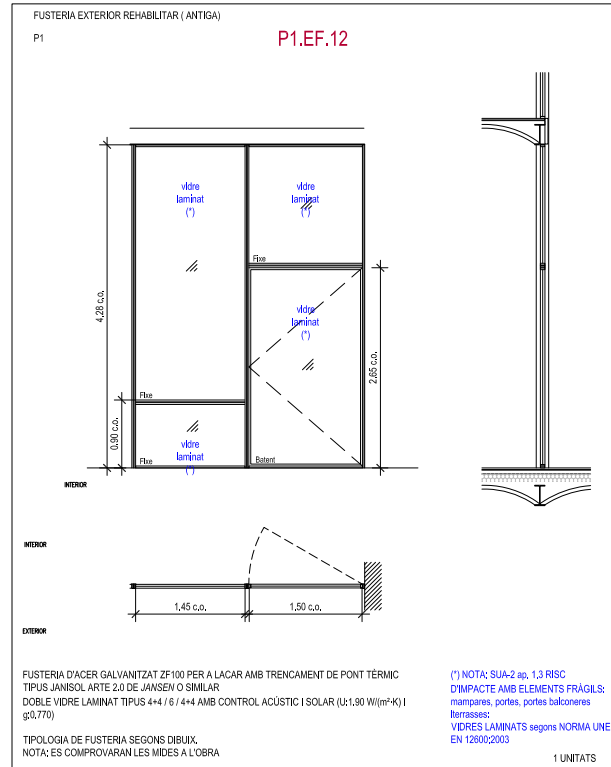 FUSTERIA EXTERIOR REHABILITAR ( ANTIGA)
P1
P1.EF.12
vidre
laminat
(*)
vidre
laminat
(*)
Fixe
4.28 c.o.
vidre
laminat
(*)
2.65 c.o.
Fixe
0.90 c.o.
vidre
laminat
(*)
Fixe
Batent
INTERIOR
INTERIOR
1.45 c.o.
1.50 c.o.
EXTERIOR
FUSTERIA D'ACER GALVANITZAT ZF100 PER A LACAR AMB TRENCAMENT DE PONT TÈRMIC
TIPUS JANISOL ARTE 2.0 DE JANSEN O SIMILAR
DOBLE VIDRE LAMINAT TIPUS 4+4 / 6 / 4+4 AMB CONTROL ACÚSTIC I SOLAR (U:1.90 W/(m²·K) I
g:0,770)
TIPOLOGIA DE FUSTERIA SEGONS DIBUIX.
NOTA: ES COMPROVARAN LES MIDES A L'OBRA
(*) NOTA: SUA-2 ap. 1.3 RISC
D'IMPACTE AMB ELEMENTS FRÀGILS:
mampares, portes, portes balconeres
iterrasses:
VIDRES LAMINATS segons NORMA UNE
EN 12600:2003
1 UNITATS